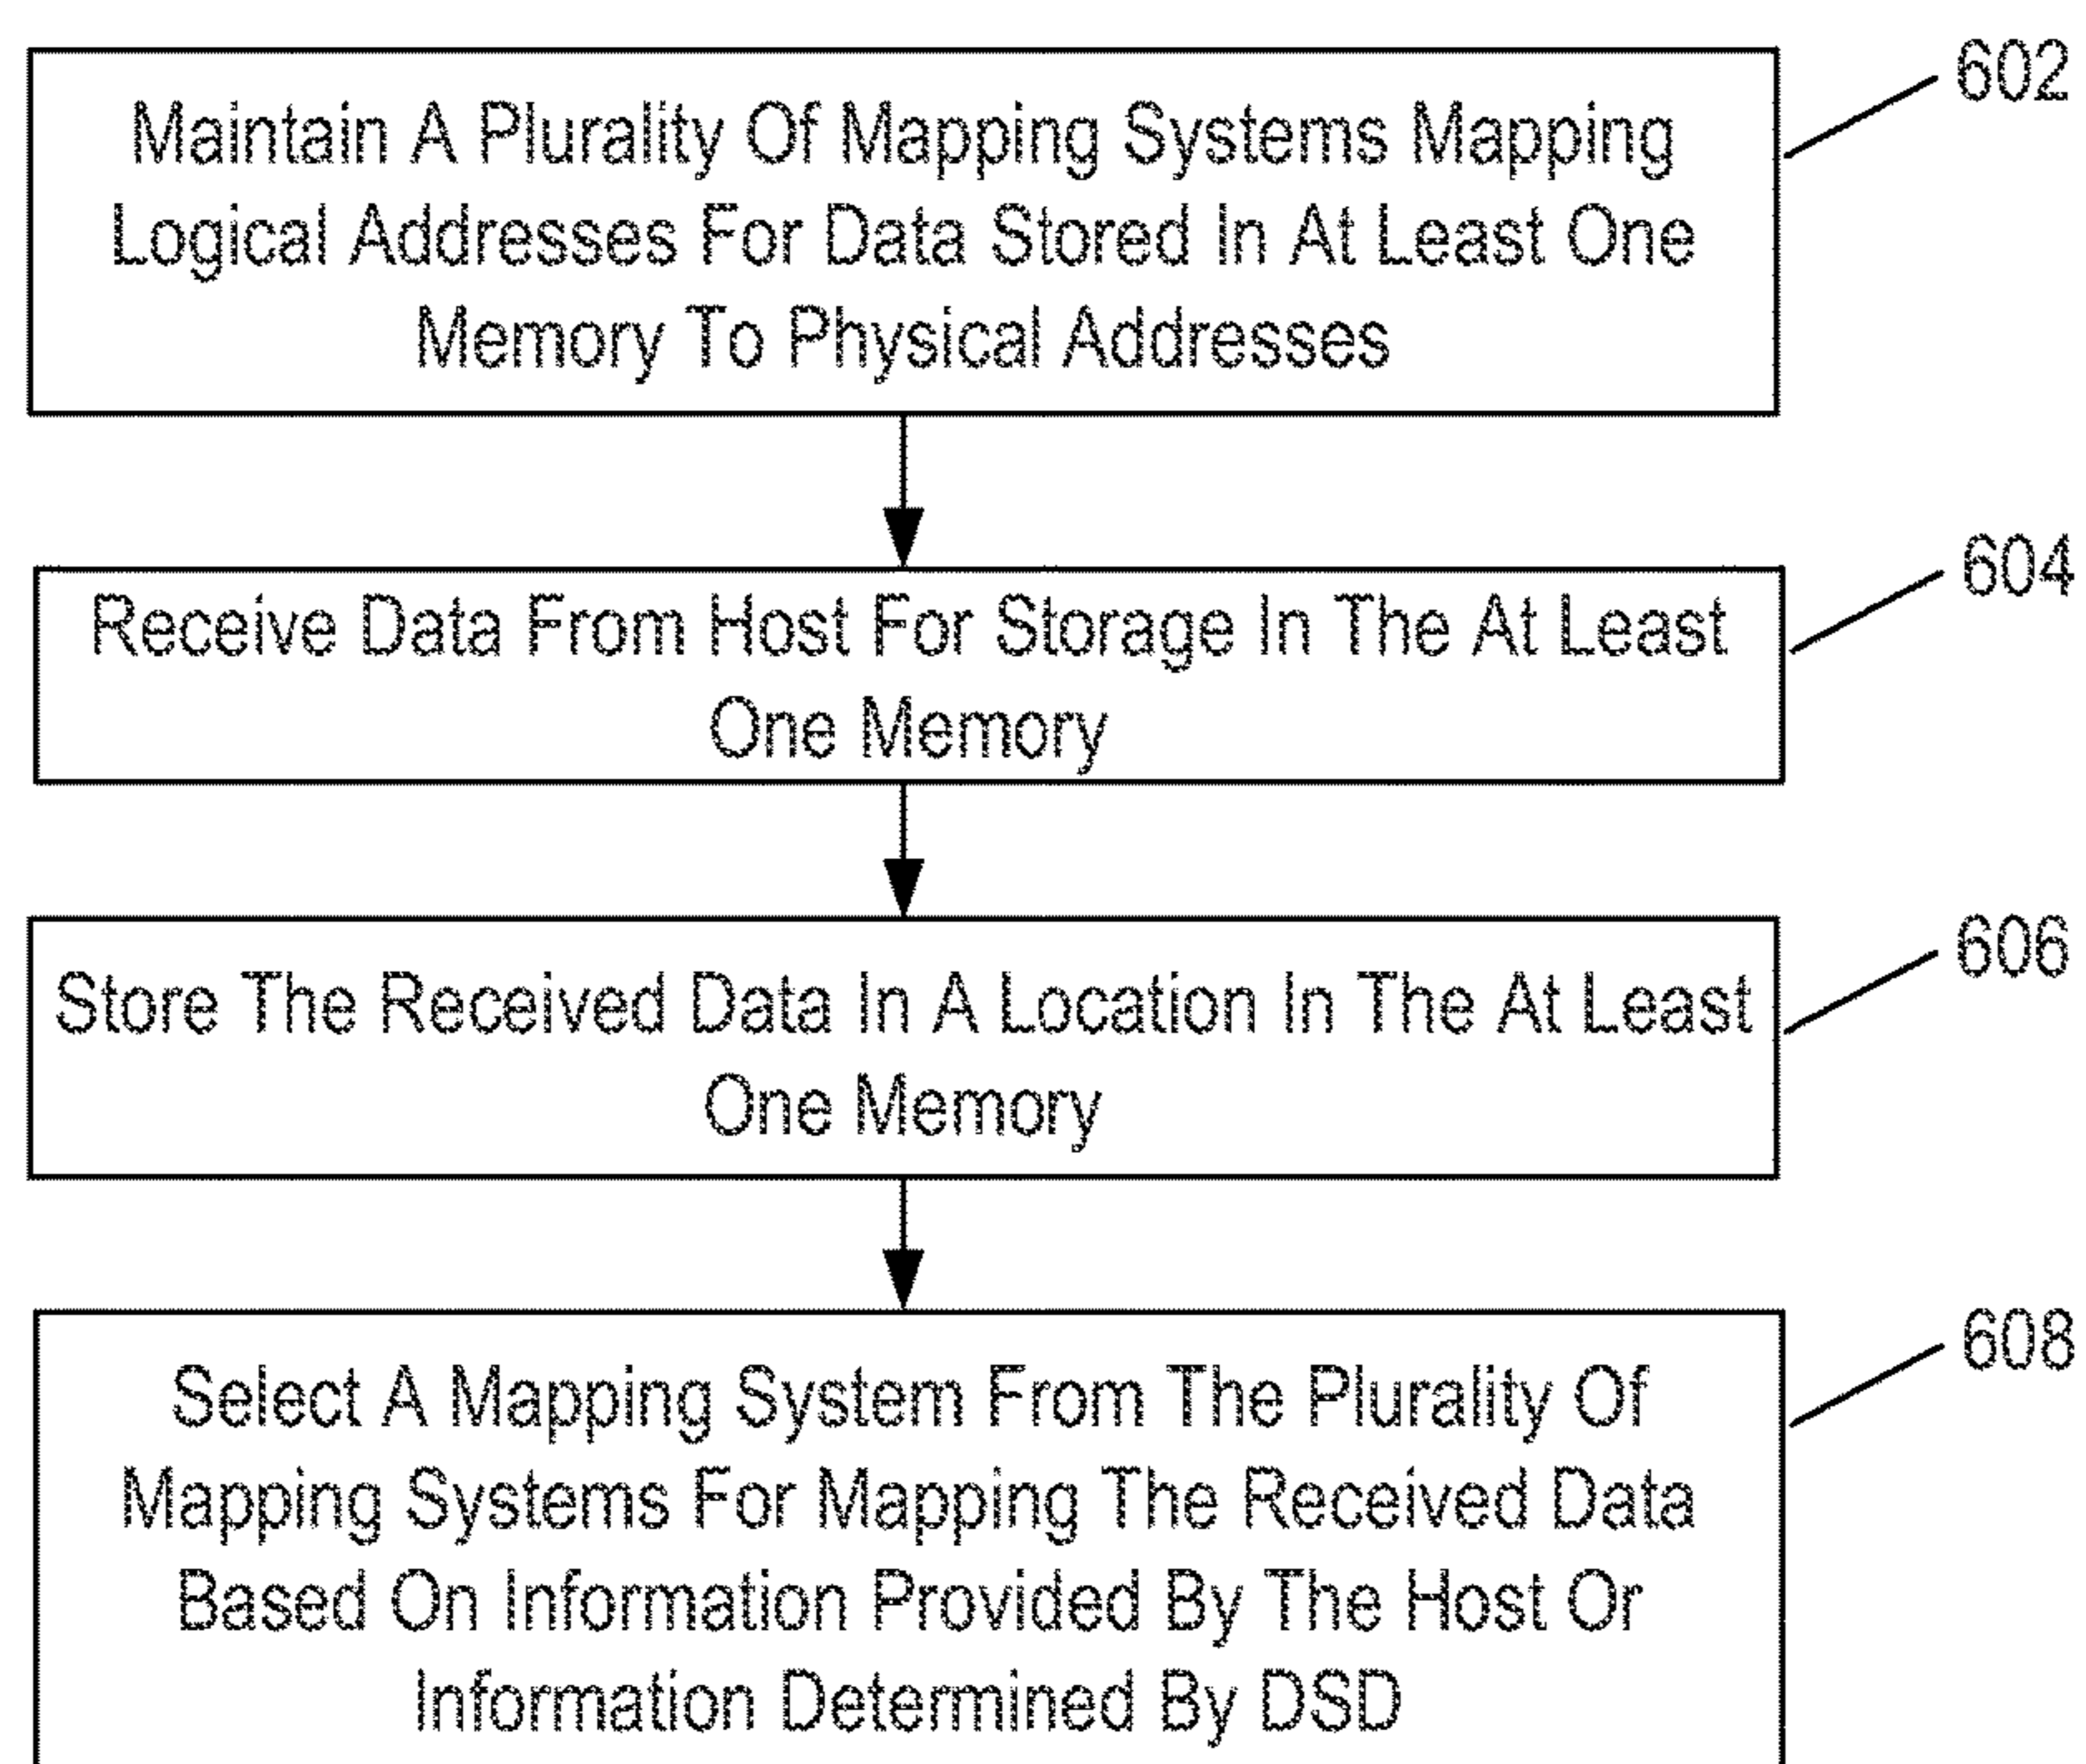 602
Maintain A Plurality Of Mapping Systems Mapping
Logical Addresses For Data Stored In At Least One
Memory To Physical Addresses
604
Receive Data From Host For Storage In The At Least
One Memory
606
Store The Received Data In A Location In The At Least
One Memory
608
Select A Mapping System From The Plurality Of
Mapping Systems For Mapping The Received Data
Based On Information Provided By The Host Or
Information Determined By DSD